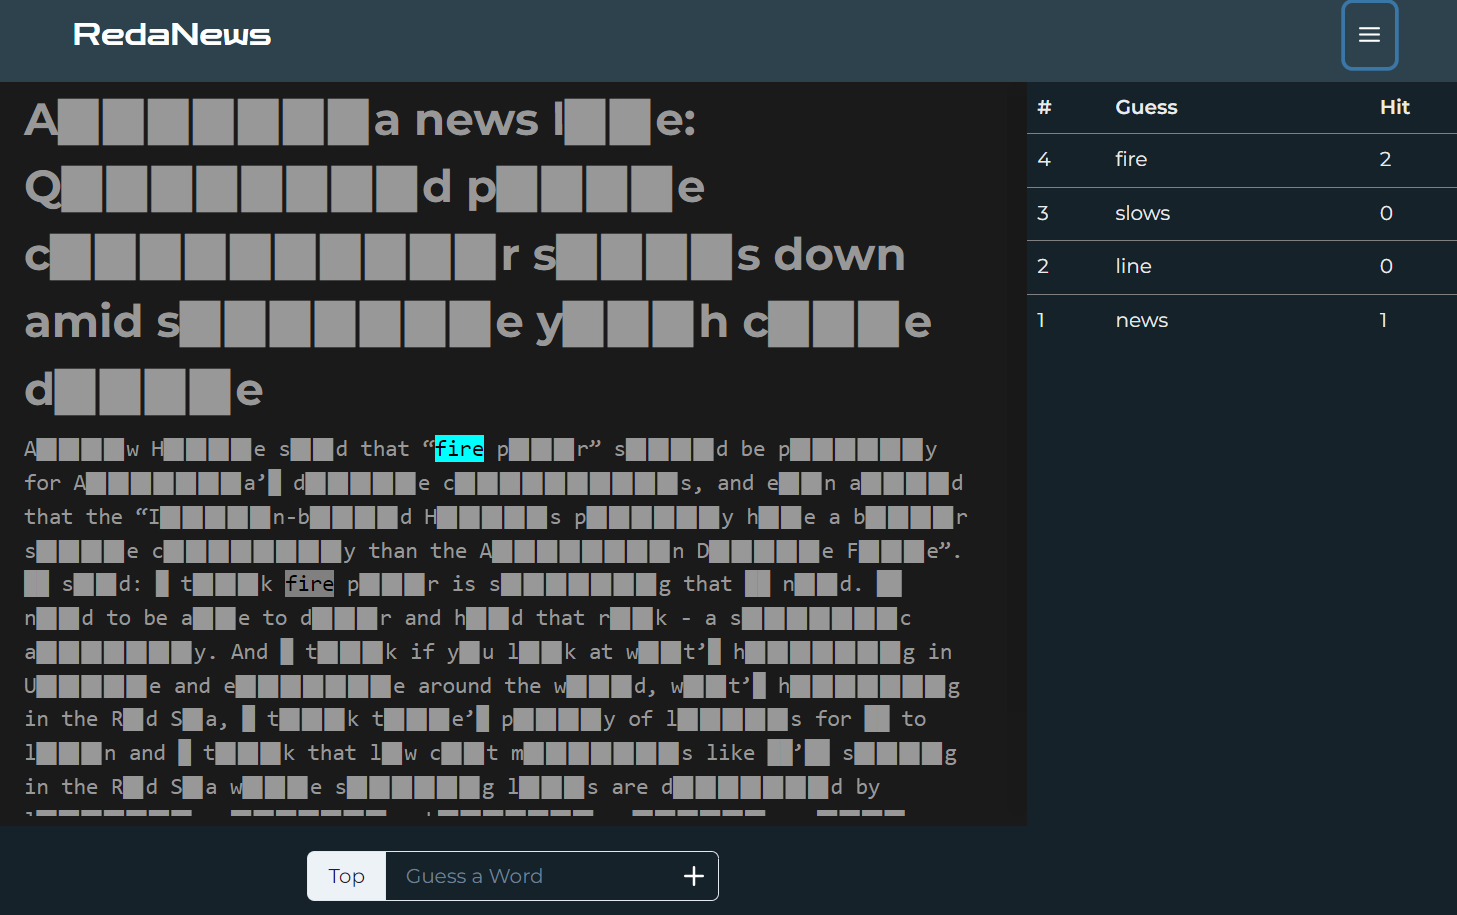 RedaNews
A███████a news l██e:
Q████████d p████e
c██████████r s████s down
amid s███████e y███h c███e
d████e
A████w H████e s██d that “fire p███r” s████d be p██████y
for A███████a’█ d█████e c██████████s, and e██n a████d
that the “I█████n-b████d H█████s p██████y h██e a b████r
s████e c████████y than the A████████n D█████e F███e”.
██ s██d: █ t███k fire p███r is s███████g that ██ n██d. ██
n██d to be a██e to d███r and h██d that r██k - a s███████c
a███████y. And █ t███k if y█u l██k at w██t’█ h███████g in
U█████e and e███████e around the w███d, w██t’█ h███████g
in the R█d S█a, █ t███k t███e’█ p████y of l█████s for ██ to
l███n and █ t███k that l█w c██t m███████s like ██’██ s████g
in the R█d S█a w███e s██████g l███s are d███████d by
# Guess Hit
4 fire 2
3 slows 0
2 line 0
1 news 1
Top Guess a Word +